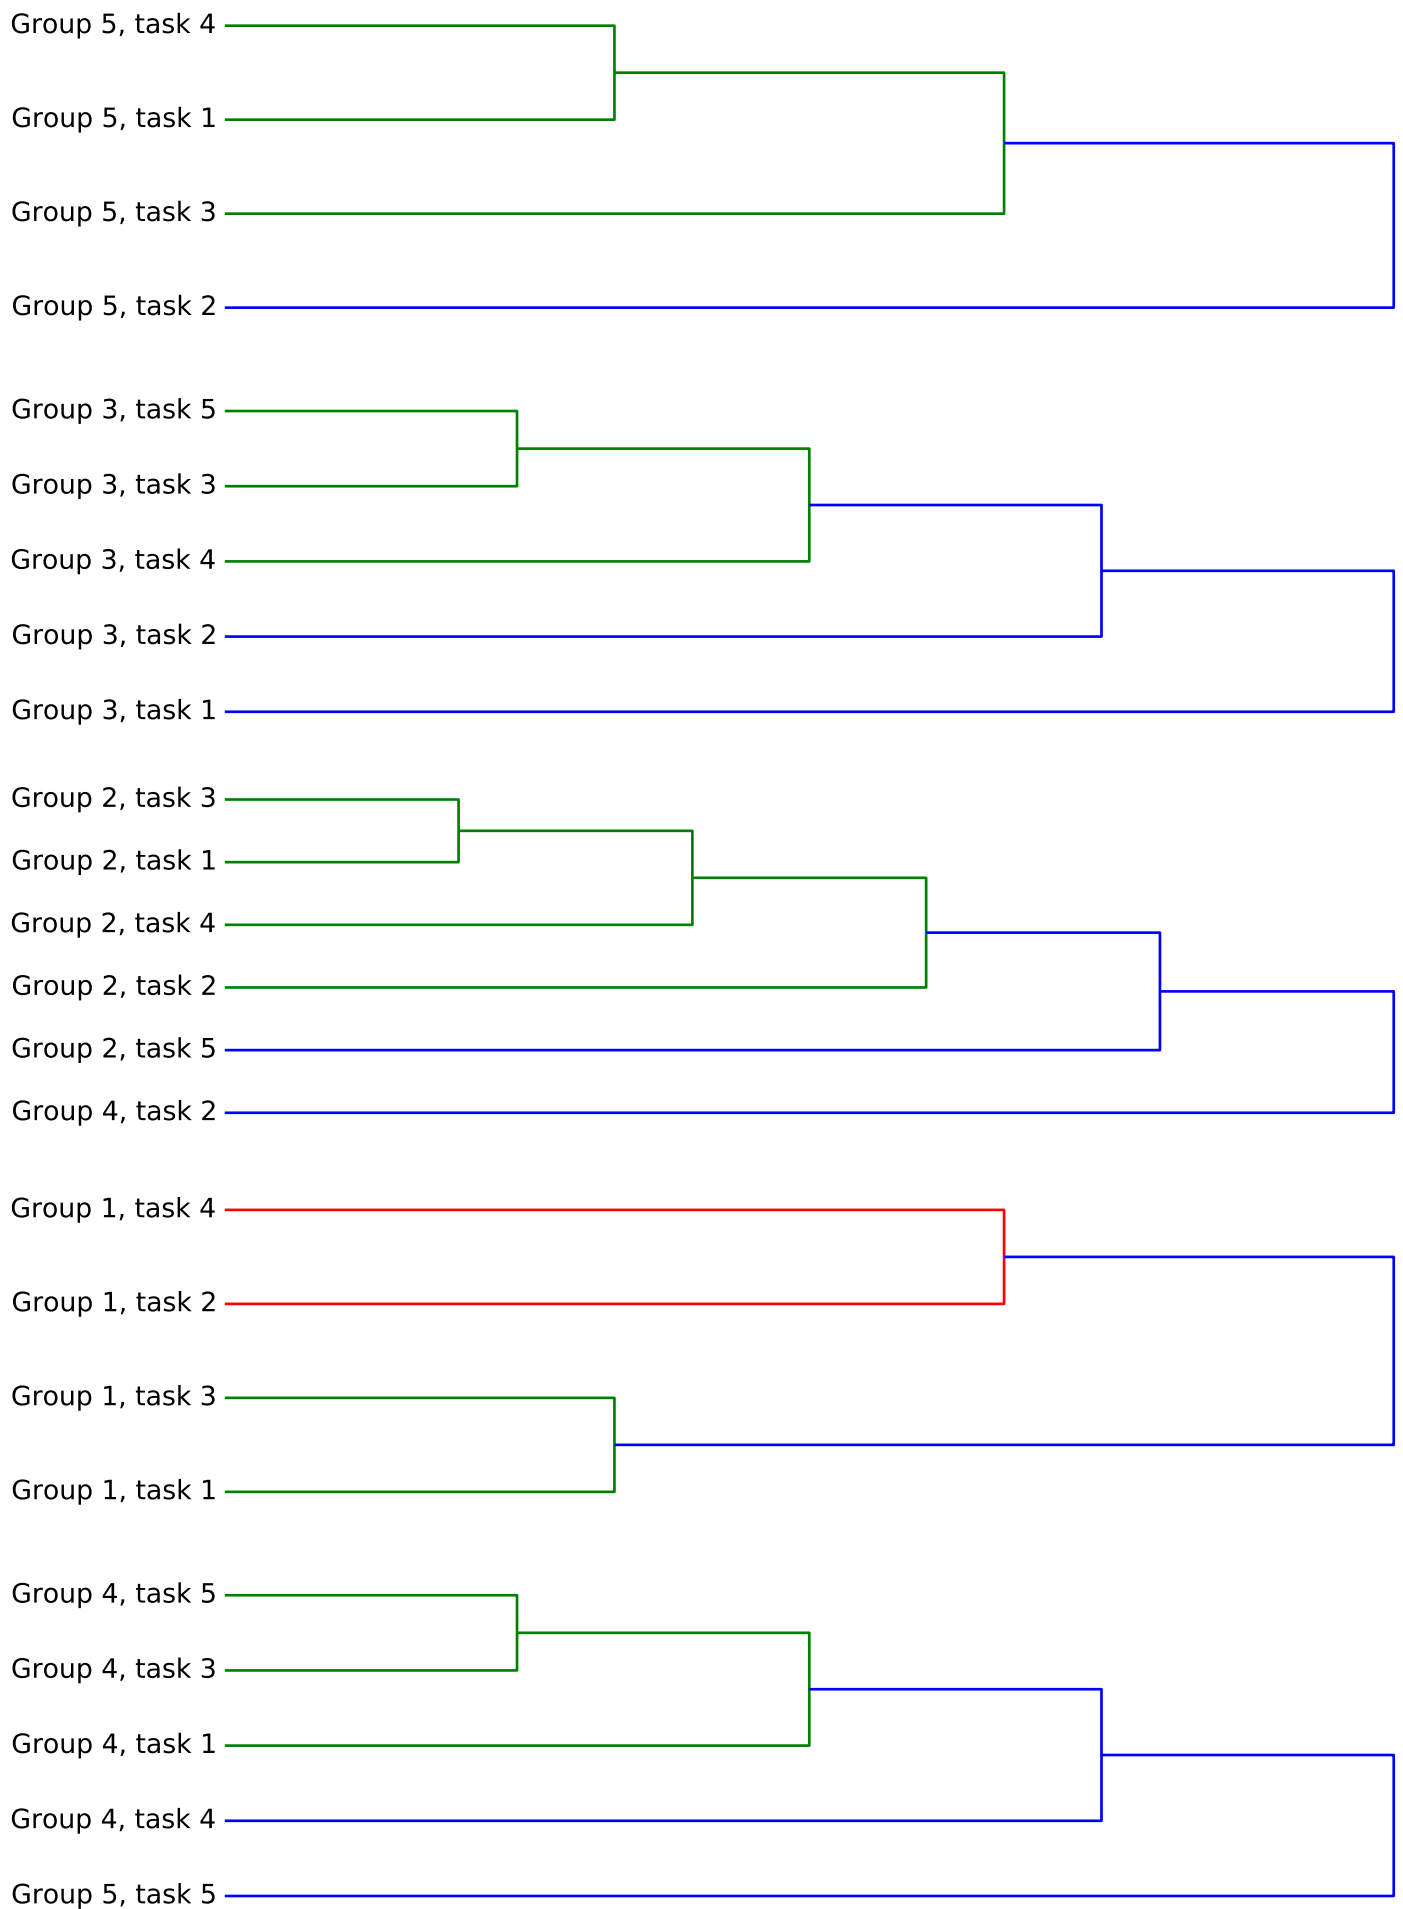 Group 5, task 4
Group 5, task 1
Group 5, task 3
Group 5, task 2
Group 3, task 5
Group 3, task 3
Group 3, task 4
Group 3, task 2
Group 3, task 1
Group 2, task 3
Group 2, task 1
Group 2, task 4
Group 2, task 2
Group 2, task 5
Group 4, task 2
Group 1, task 4
Group 1, task 2
Group 1, task 3
Group 1, task 1
Group 4, task 5
Group 4, task 3
Group 4, task 1
Group 4, task 4
Group 5, task 5